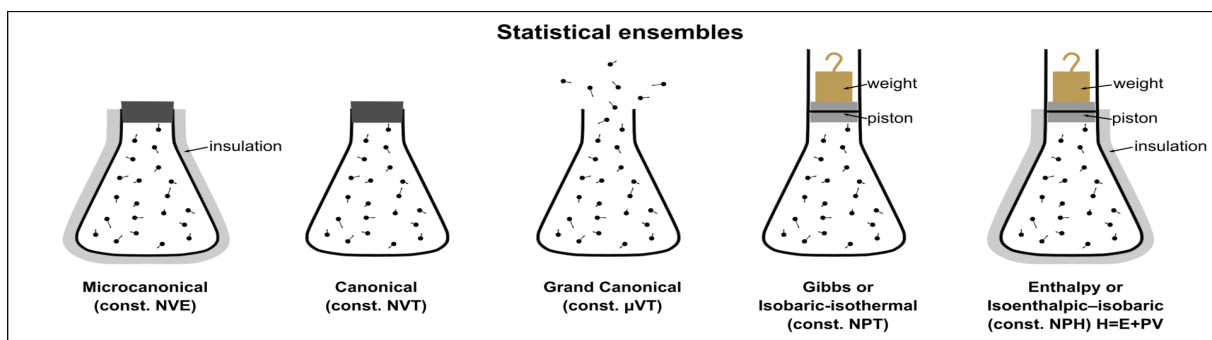 Statistical ensembles
insulation
weight
piston
weight
piston
insulation
Microcanonical
(const. NVE)
Canonical
(const. NVT)
Grand Canonical
(const. μVT)
Gibbs or
Isobaric-isothermal
(const. NPT)
Enthalpy or
Isoenthalpic–isobaric
(const. NPH) H=E+PV